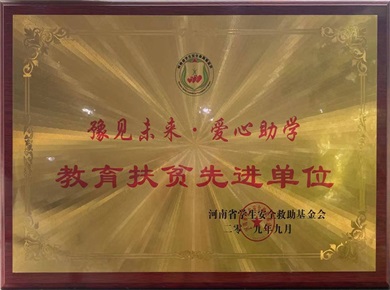 豫见未来·爱心助学
教育扶贫先进单位
河南省学生安全救助基金会
二零一九年九月